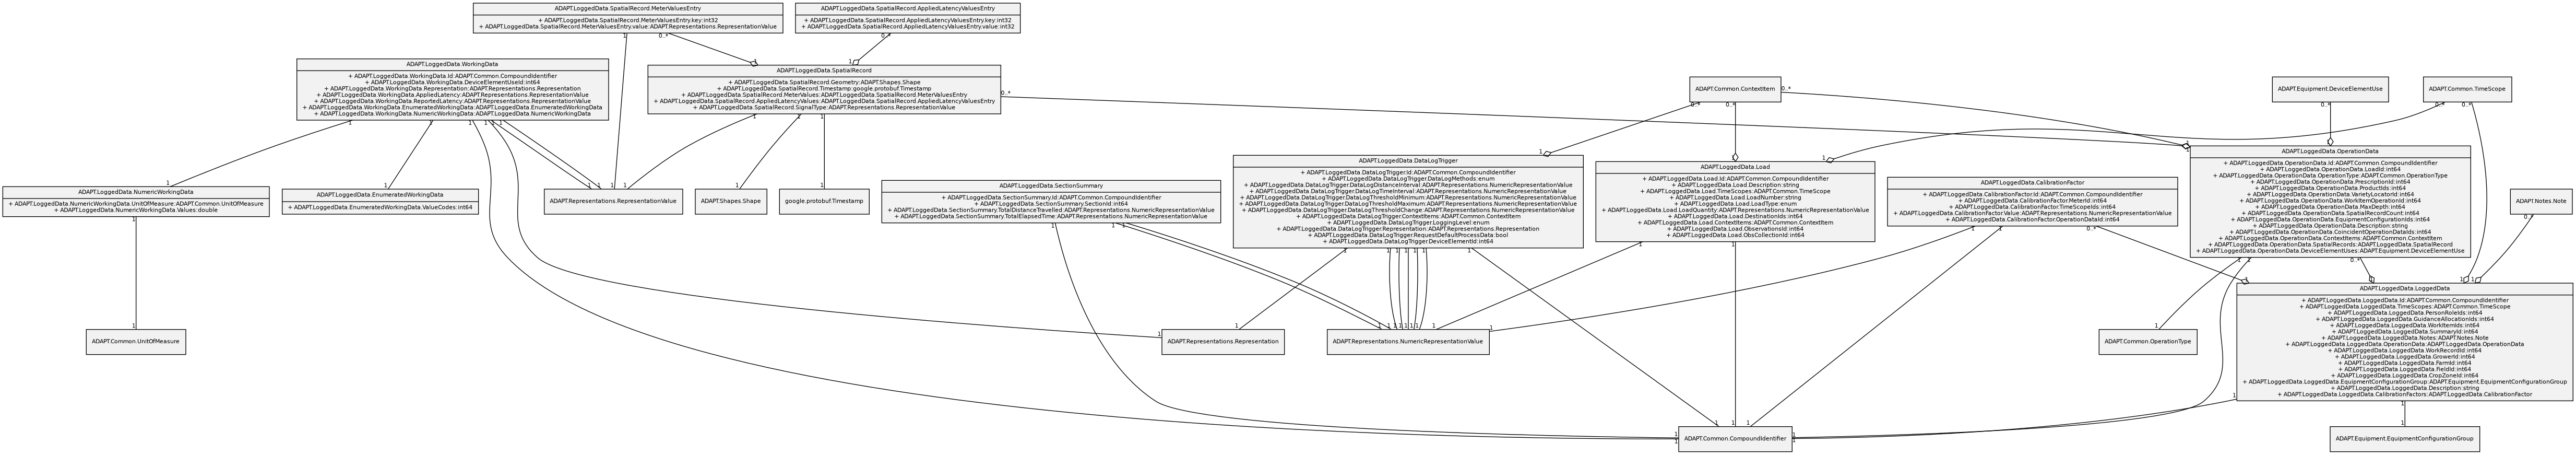 ADAPT.LoggedData.SpatialRecord.MeterValuesEntry
+ ADAPT.LoggedData.SpatialRecord.MeterValuesEntry.key:int32
+ ADAPT.LoggedData.SpatialRecord.MeterValuesEntry.value:ADAPT.Representations.RepresentationValue
ADAPT.LoggedData.SpatialRecord.AppliedLatencyValuesEntry
+ ADAPT.LoggedData.SpatialRecord.AppliedLatencyValuesEntry.key:int32
+ ADAPT.LoggedData.SpatialRecord.AppliedLatencyValuesEntry.value:int32
ADAPT.LoggedData.WorkingData
+ ADAPT.LoggedData.WorkingData.Id:ADAPT.Common.CompoundIdentifier
+ ADAPT.LoggedData.WorkingData.DeviceElementUseId:int64
+ ADAPT.LoggedData.WorkingData.Representation:ADAPT.Representations.Representation
+ ADAPT.LoggedData.WorkingData.AppliedLatency:ADAPT.Representations.RepresentationValue
+ ADAPT.LoggedData.WorkingData.ReportedLatency:ADAPT.Representations.RepresentationValue
+ ADAPT.LoggedData.WorkingData.EnumeratedWorkingData:ADAPT.LoggedData.EnumeratedWorkingData
+ ADAPT.LoggedData.WorkingData.NumericWorkingData:ADAPT.LoggedData.NumericWorkingData
ADAPT.LoggedData.SpatialRecord
+ ADAPT.LoggedData.SpatialRecord.Geometry:ADAPT.Shapes.Shape
+ ADAPT.LoggedData.SpatialRecord.Timestamp:google.protobuf.Timestamp
+ ADAPT.LoggedData.SpatialRecord.MeterValues:ADAPT.LoggedData.SpatialRecord.MeterValuesEntry
+ ADAPT.LoggedData.SpatialRecord.AppliedLatencyValues:ADAPT.LoggedData.SpatialRecord.AppliedLatencyValuesEntry
+ ADAPT.LoggedData.SpatialRecord.SignalType:ADAPT.Representations.RepresentationValue
ADAPT.Common.ContextItem
ADAPT.Equipment.DeviceElementUse
ADAPT.Common.TimeScope
ADAPT.LoggedData.DataLogTrigger
+ ADAPT.LoggedData.DataLogTrigger.Id:ADAPT.Common.CompoundIdentifier
+ ADAPT.LoggedData.DataLogTrigger.DataLogMethods:enum
+ ADAPT.LoggedData.DataLogTrigger.DataLogDistanceInterval:ADAPT.Representations.NumericRepresentationValue
+ ADAPT.LoggedData.DataLogTrigger.DataLogTimeInterval:ADAPT.Representations.NumericRepresentationValue
+ ADAPT.LoggedData.DataLogTrigger.DataLogThresholdMinimum:ADAPT.Representations.NumericRepresentationValue
+ ADAPT.LoggedData.DataLogTrigger.DataLogThresholdMaximum:ADAPT.Representations.NumericRepresentationValue
+ ADAPT.LoggedData.DataLogTrigger.DataLogThresholdChange:ADAPT.Representations.NumericRepresentationValue
+ ADAPT.LoggedData.DataLogTrigger.ContextItems:ADAPT.Common.ContextItem
+ ADAPT.LoggedData.DataLogTrigger.LoggingLevel:enum
+ ADAPT.LoggedData.DataLogTrigger.Representation:ADAPT.Representations.Representation
+ ADAPT.LoggedData.DataLogTrigger.RequestDefaultProcessData:bool
+ ADAPT.LoggedData.DataLogTrigger.DeviceElementId:int64
ADAPT.LoggedData.Load
+ ADAPT.LoggedData.Load.Id:ADAPT.Common.CompoundIdentifier
+ ADAPT.LoggedData.Load.Description:string
+ ADAPT.LoggedData.Load.TimeScopes:ADAPT.Common.TimeScope
+ ADAPT.LoggedData.Load.LoadNumber:string
+ ADAPT.LoggedData.Load.LoadType:enum
+ ADAPT.LoggedData.Load.LoadQuantity:ADAPT.Representations.NumericRepresentationValue
+ ADAPT.LoggedData.Load.DestinationIds:int64
+ ADAPT.LoggedData.Load.ContextItems:ADAPT.Common.ContextItem
+ ADAPT.LoggedData.Load.ObservationsId:int64
+ ADAPT.LoggedData.Load.ObsCollectionId:int64
ADAPT.LoggedData.OperationData
+ ADAPT.LoggedData.OperationData.Id:ADAPT.Common.CompoundIdentifier
+ ADAPT.LoggedData.OperationData.LoadId:int64
+ ADAPT.LoggedData.OperationData.OperationType:ADAPT.Common.OperationType
+ ADAPT.LoggedData.OperationData.PrescriptionId:int64
+ ADAPT.LoggedData.OperationData.ProductIds:int64
+ ADAPT.LoggedData.OperationData.VarietyLocatorId:int64
+ ADAPT.LoggedData.OperationData.WorkItemOperationId:int64
+ ADAPT.LoggedData.OperationData.MaxDepth:int64
+ ADAPT.LoggedData.OperationData.SpatialRecordCount:int64
+ ADAPT.LoggedData.OperationData.EquipmentConfigurationIds:int64
+ ADAPT.LoggedData.OperationData.Description:string
+ ADAPT.LoggedData.OperationData.CoincidentOperationDataIds:int64
+ ADAPT.LoggedData.OperationData.ContextItems:ADAPT.Common.ContextItem
+ ADAPT.LoggedData.OperationData.SpatialRecords:ADAPT.LoggedData.SpatialRecord
+ ADAPT.LoggedData.OperationData.DeviceElementUses:ADAPT.Equipment.DeviceElementUse
ADAPT.LoggedData.NumericWorkingData
+ ADAPT.LoggedData.NumericWorkingData.UnitOfMeasure:ADAPT.Common.UnitOfMeasure
+ ADAPT.LoggedData.NumericWorkingData.Values:double
ADAPT.LoggedData.EnumeratedWorkingData
+ ADAPT.LoggedData.EnumeratedWorkingData.ValueCodes:int64
ADAPT.Representations.RepresentationValue
ADAPT.Shapes.Shape
google.protobuf.Timestamp
ADAPT.LoggedData.SectionSummary
+ ADAPT.LoggedData.SectionSummary.Id:ADAPT.Common.CompoundIdentifier
+ ADAPT.LoggedData.SectionSummary.SectionId:int64
+ ADAPT.LoggedData.SectionSummary.TotalDistanceTravelled:ADAPT.Representations.NumericRepresentationValue
+ ADAPT.LoggedData.SectionSummary.TotalElapsedTime:ADAPT.Representations.NumericRepresentationValue
ADAPT.LoggedData.CalibrationFactor
+ ADAPT.LoggedData.CalibrationFactor.Id:ADAPT.Common.CompoundIdentifier
+ ADAPT.LoggedData.CalibrationFactor.MeterId:int64
+ ADAPT.LoggedData.CalibrationFactor.TimeScopeIds:int64
+ ADAPT.LoggedData.CalibrationFactor.Value:ADAPT.Representations.NumericRepresentationValue
+ ADAPT.LoggedData.CalibrationFactor.OperationDataId:int64
ADAPT.Notes.Note
ADAPT.LoggedData.LoggedData
+ ADAPT.LoggedData.LoggedData.Id:ADAPT.Common.CompoundIdentifier
+ ADAPT.LoggedData.LoggedData.TimeScopes:ADAPT.Common.TimeScope
+ ADAPT.LoggedData.LoggedData.PersonRoleIds:int64
+ ADAPT.LoggedData.LoggedData.GuidanceAllocationIds:int64
+ ADAPT.LoggedData.LoggedData.WorkItemIds:int64
+ ADAPT.LoggedData.LoggedData.SummaryId:int64
+ ADAPT.LoggedData.LoggedData.Notes:ADAPT.Notes.Note
+ ADAPT.LoggedData.LoggedData.OperationData:ADAPT.LoggedData.OperationData
+ ADAPT.LoggedData.LoggedData.WorkRecordId:int64
+ ADAPT.LoggedData.LoggedData.GrowerId:int64
+ ADAPT.LoggedData.LoggedData.FarmId:int64
+ ADAPT.LoggedData.LoggedData.FieldId:int64
+ ADAPT.LoggedData.LoggedData.CropZoneId:int64
+ ADAPT.LoggedData.LoggedData.EquipmentConfigurationGroup:ADAPT.Equipment.EquipmentConfigurationGroup
+ ADAPT.LoggedData.LoggedData.Description:string
+ ADAPT.LoggedData.LoggedData.CalibrationFactors:ADAPT.LoggedData.CalibrationFactor
ADAPT.Common.UnitOfMeasure
ADAPT.Representations.Representation
ADAPT.Representations.NumericRepresentationValue
ADAPT.Common.OperationType
ADAPT.Common.CompoundIdentifier
ADAPT.Equipment.EquipmentConfigurationGroup